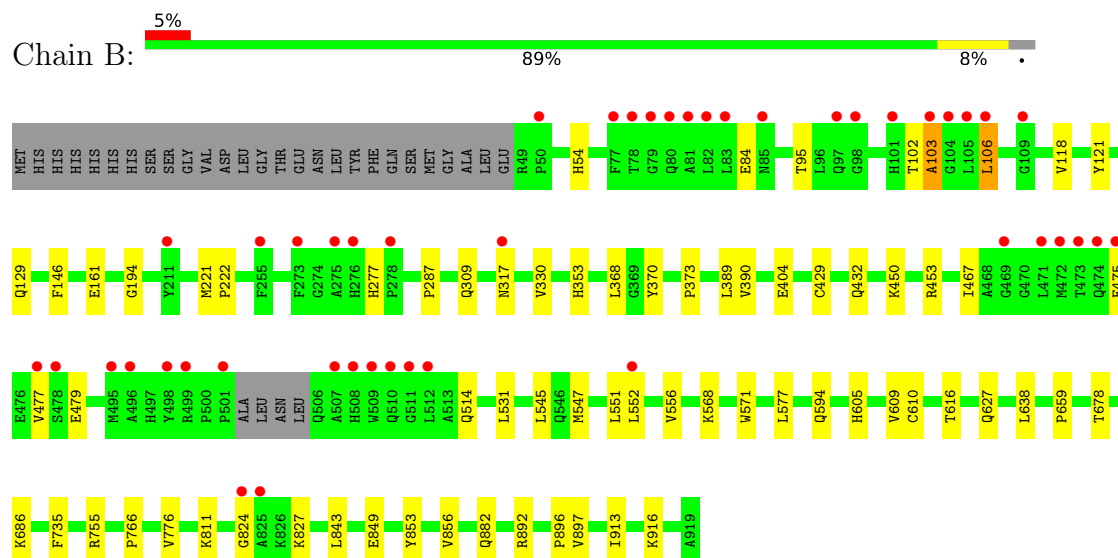 5%
Chain B:
89% 8% •
MET HIS HIS HIS HIS HIS HIS SER SER GLY VAL ASP LEU GLY THR GLU ASN LEU TYR PHE GLN SER MET GLY ALA LEU GLU R49 P50 H54 F77 T78 G79 Q80 A81 L82 L83 E84 N85 T95 L96 Q97 G98 H101 T102 A103 G104 L105 L106 G109 V118 Y121
Q129 F146 E161 G194 Y211 M221 P222 F255 F273 G274 A275 H276 H277 P278 P287 Q309 N317 V330 H353 L368 G369 Y370 P373 L389 V390 E404 C429 Q432 K450 R453 I467 A468 G469 G470 L471 M472 T473 Q474 E475
E476 V477 S478 E479 M495 A496 H497 Y498 R499 P500 P501 ALA LEU ASN LEU Q506 A507 H508 W509 Q510 G511 L512 A513 Q514 L531 L545 Q546 M547 L551 L552 V556 K568 W571 L577 Q594 H605 V609 C610 T616 Q627 L638 P659 T678
K686 F735 R755 P766 V776 K811 G824 A825 K826 K827 L843 E849 Y853 V856 Q882 R892 P896 V897 I913 K916 A919